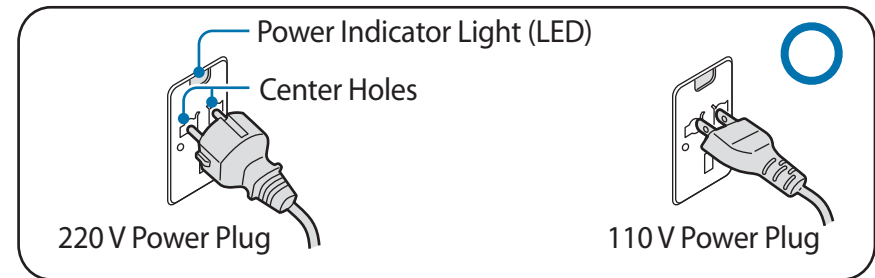 Power Indicator Light (LED)
Center Holes
220 V Power Plug
110 V Power Plug